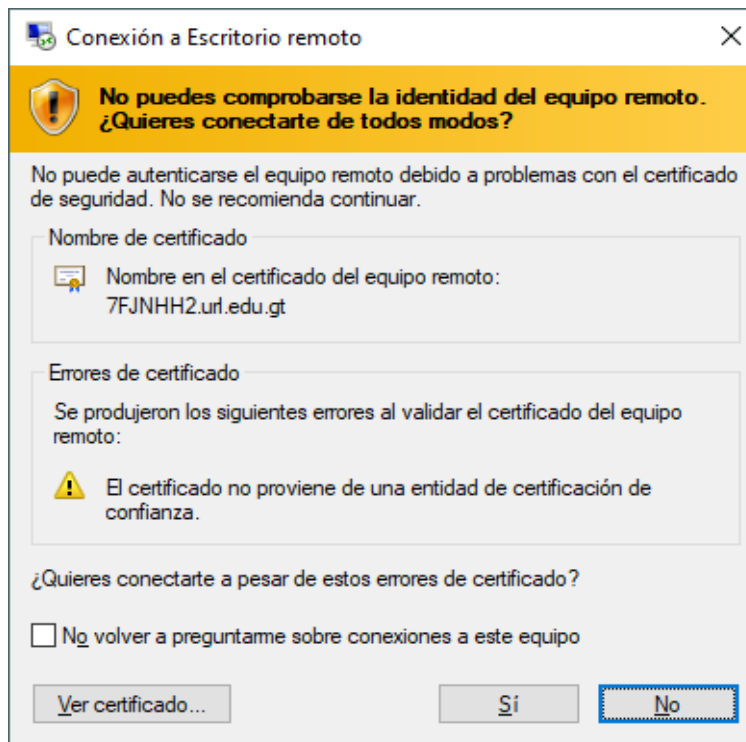 Conexión a Escritorio remoto
No puedes comprobarse la identidad del equipo remoto.
¿Quieres conectarte de todos modos?
No puede autenticarse el equipo remoto debido a problemas con el certificado
de seguridad. No se recomienda continuar.
Nombre de certificado
Nombre en el certificado del equipo remoto:
7FJNHH2.url.edu.gt
Errores de certificado
Se produjeron los siguientes errores al validar el certificado del equipo
remoto:
El certificado no proviene de una entidad de certificación de
confianza.
¿Quieres conectarte a pesar de estos errores de certificado?
No volver a preguntarme sobre conexiones a este equipo
Ver certificado... Sí No